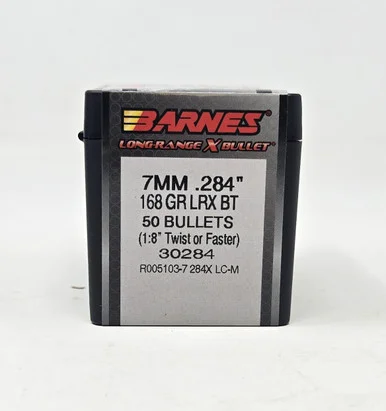 BARNES
LONG-RANGE X BULLET
7MM .284"
168 GR LRX BT
50 BULLETS
(1:8" Twist or Faster)
30284
R005103-7 284X LC-M